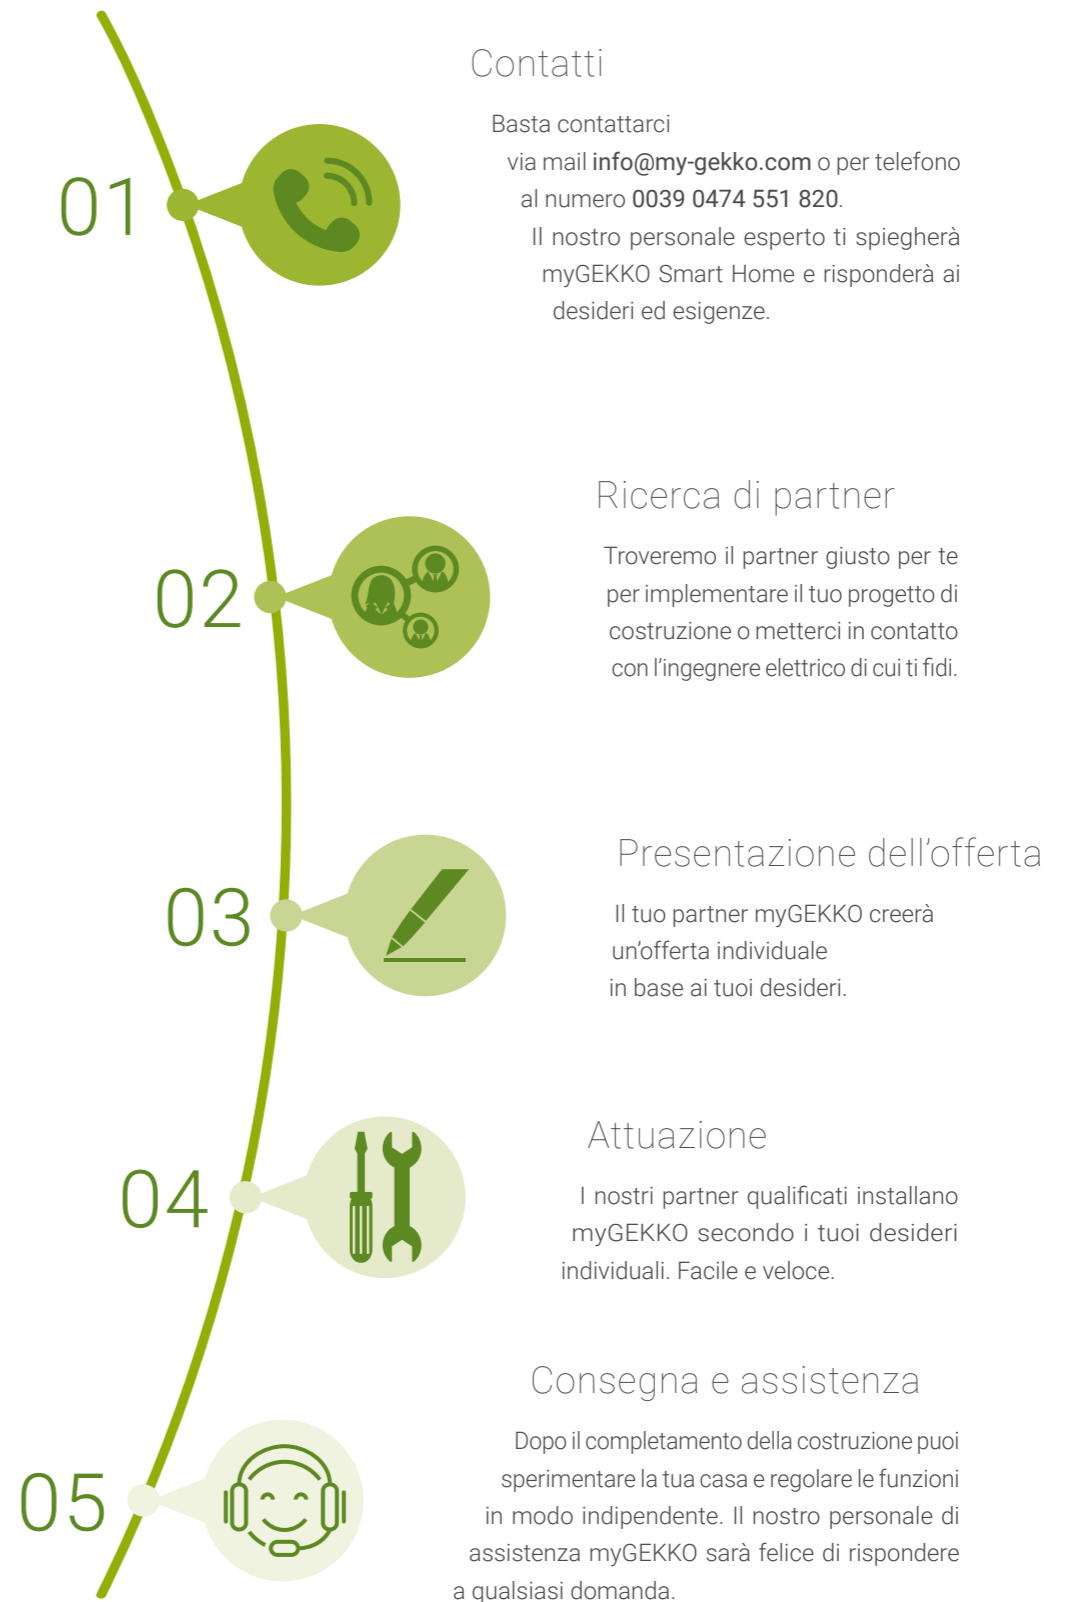 Contatti
01
Basta contattarci
via mail info@my-gekko.com o per telefono
al numero 0039 0474 551 820.
Il nostro personale esperto ti spiegherà
myGEKKO Smart Home e risponderà ai
desideri ed esigenze.
Ricerca di partner
02
Troveremo il partner giusto per te
per implementare il tuo progetto di
costruzione o metterci in contatto
con l'ingegnere elettrico di cui ti fidi.
Presentazione dell'offerta
03
Il tuo partner myGEKKO creerà
un'offerta individuale
in base ai tuoi desideri.
Attuazione
04
I nostri partner qualificati installano
myGEKKO secondo i tuoi desideri
individuali. Facile e veloce.
Consegna e assistenza
05
Dopo il completamento della costruzione puoi
sperimentare la tua casa e regolare le funzioni
in modo indipendente. Il nostro personale di
assistenza myGEKKO sarà felice di rispondere
a qualsiasi domanda.